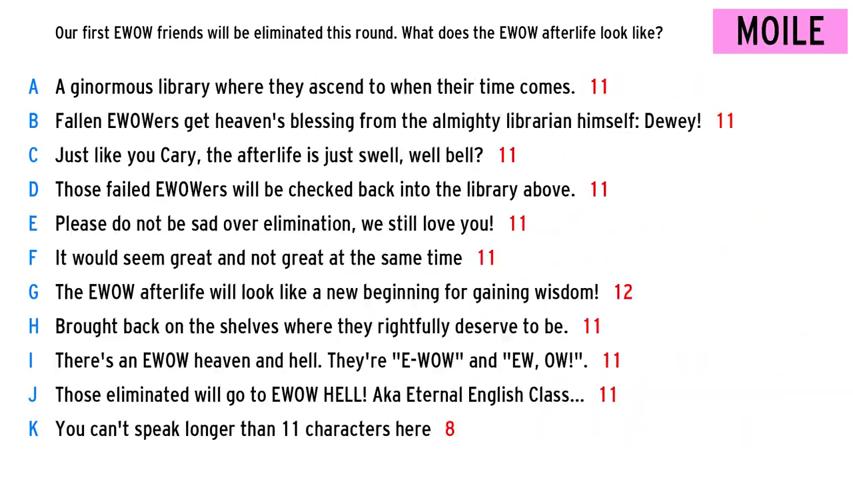 Our first EWOW friends will be eliminated this round. What does the EWOW afterlife look like?
MOILE
A A ginormous library where they ascend to when their time comes. 11
B Fallen EWOWers get heaven's blessing from the almighty librarian himself: Dewey! 11
C Just like you Cary, the afterlife is just swell, well bell? 11
D Those failed EWOWers will be checked back into the library above. 11
E Please do not be sad over elimination, we still love you! 11
F It would seem great and not great at the same time 11
G The EWOW afterlife will look like a new beginning for gaining wisdom! 12
H Brought back on the shelves where they rightfully deserve to be. 11
I There's an EWOW heaven and hell. They're "E-WOW" and "EW, OW!". 11
J Those eliminated will go to EWOW HELL! Aka Eternal English Class... 11
K You can't speak longer than 11 characters here 8